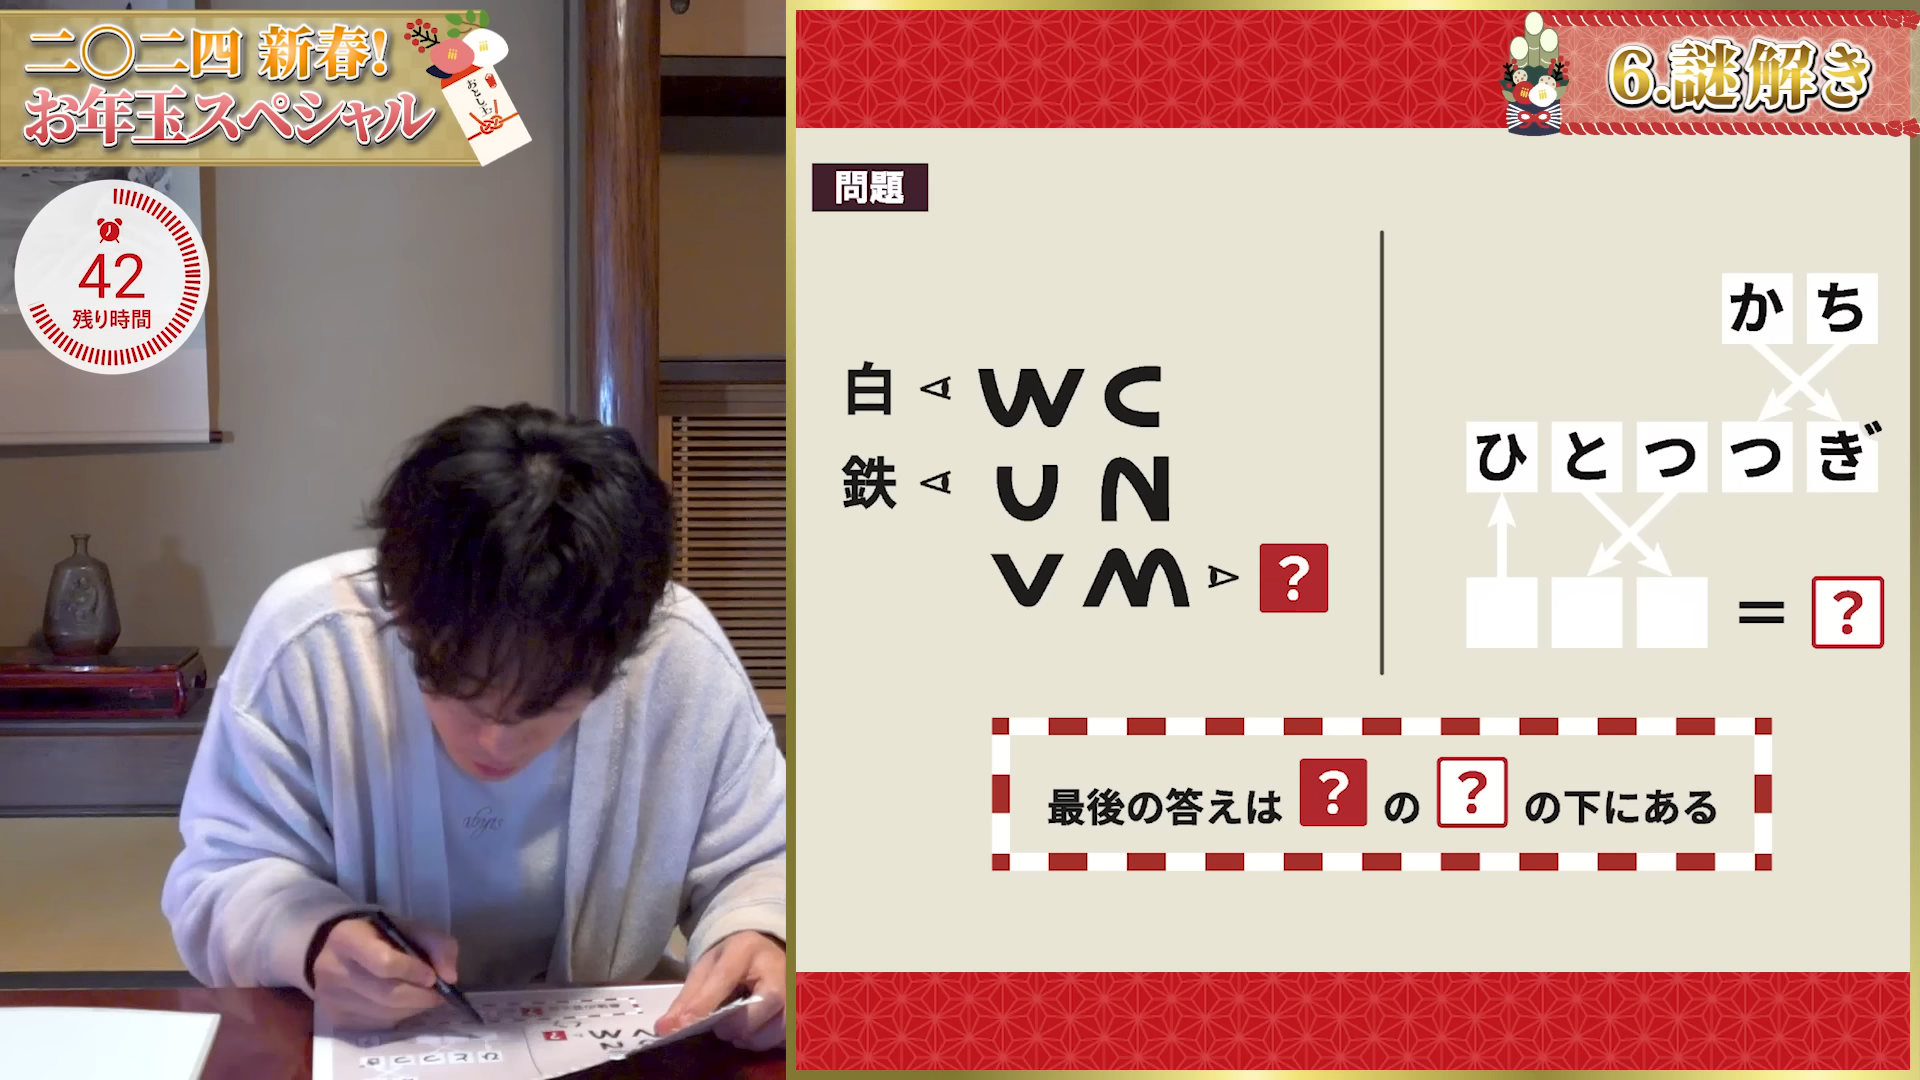 二〇二四 新春!
お年玉スペシャル
おとし玉
42
残り時間
6.謎解き
問題
白 W C
鉄 U N
V M ?
か ち
ひ と つ つ ぎ゛
= ?
最後の答えは ? の ? の下にある